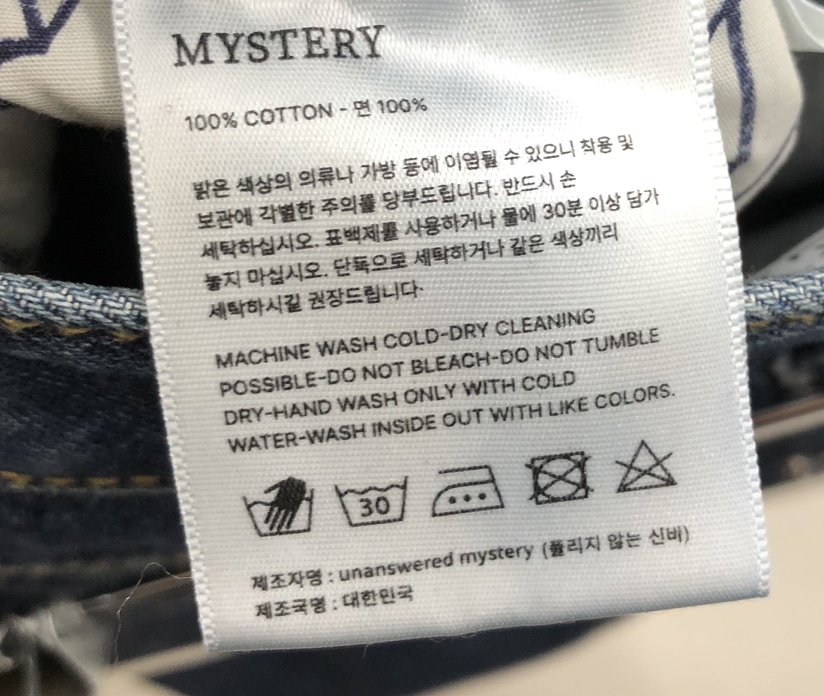 MYSTERY
100% COTTON - 면 100%
밝은 색상의 의류나 가방 등에 이염될 수 있으니 착용 및
보관에 각별한 주의를 당부드립니다. 반드시 손
세탁하십시오. 표백제를 사용하거나 물에 30분 이상 담가
놓지 마십시오. 단독으로 세탁하거나 같은 색상끼리
세탁하시길 권장드립니다.
MACHINE WASH COLD-DRY CLEANING
POSSIBLE-DO NOT BLEACH-DO NOT TUMBLE
DRY-HAND WASH ONLY WITH COLD
WATER-WASH INSIDE OUT WITH LIKE COLORS.
30
제조자명 : unanswered mystery (풀리지 않는 신비)
제조국명 : 대한민국